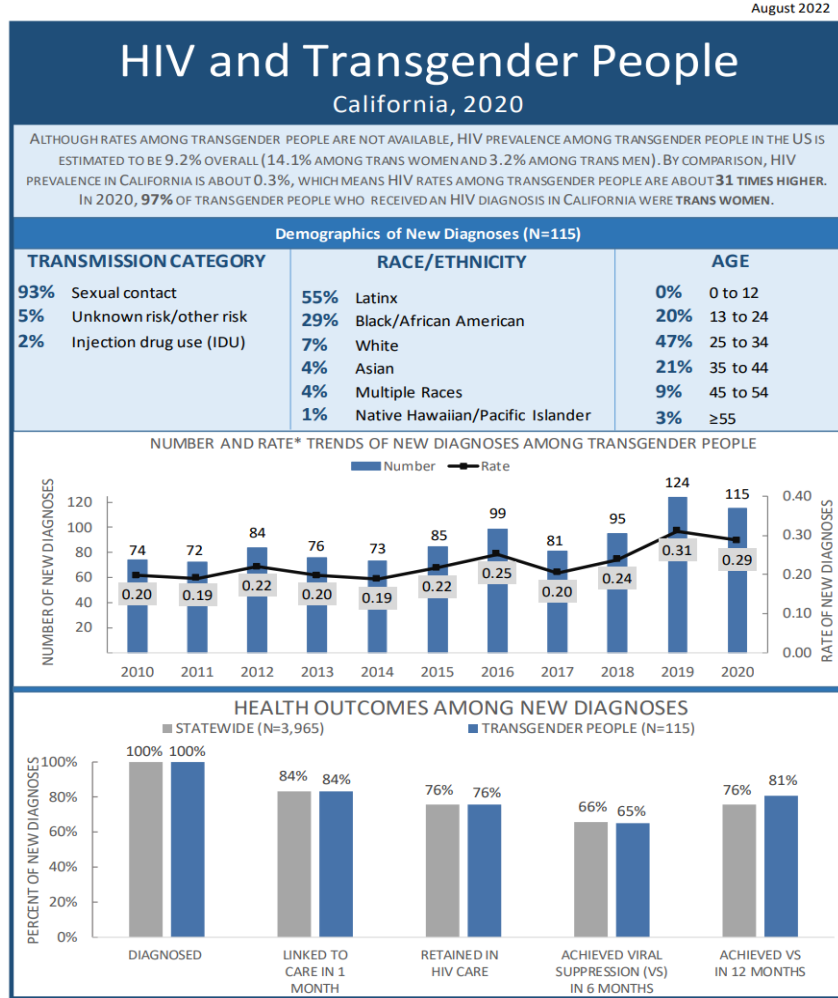 August 2022
HIV and Transgender People
California, 2020
ALTHOUGH RATES AMONG TRANSGENDER PEOPLE ARE NOT AVAILABLE, HIV PREVALENCE AMONG TRANSGENDER PEOPLE IN THE US IS
ESTIMATED TO BE 9.2% OVERALL (14.1% AMONG TRANS WOMEN AND 3.2% AMONG TRANS MEN). BY COMPARISON, HIV
PREVALENCE IN CALIFORNIA IS ABOUT 0.3%, WHICH MEANS HIV RATES AMONG TRANSGENDER PEOPLE ARE ABOUT 31 TIMES HIGHER.
IN 2020, 97% OF TRANSGENDER PEOPLE WHO RECEIVED AN HIV DIAGNOSIS IN CALIFORNIA WERE TRANS WOMEN.
Demographics of New Diagnoses (N=115)
TRANSMISSION CATEGORY
93% Sexual contact
5% Unknown risk/other risk
2% Injection drug use (IDU)
RACE/ETHNICITY
55% Latinx
29% Black/African American
7% White
4% Asian
4% Multiple Races
1% Native Hawaiian/Pacific Islander
AGE
0% 0 to 12
20% 13 to 24
47% 25 to 34
21% 35 to 44
9% 45 to 54
3% ≥55
NUMBER AND RATE* TRENDS OF NEW DIAGNOSES AMONG TRANSGENDER PEOPLE
Number Rate
NUMBER OF NEW DIAGNOSES
120
100
80
60
40
20
74 72 84 76 73 85 99 81 95 124 115
0.20 0.19 0.22 0.20 0.19 0.22 0.25 0.20 0.24 0.31 0.29
0.40
0.30
0.20
0.10
0.00
RATE OF NEW DIAGNOSES
2010 2011 2012 2013 2014 2015 2016 2017 2018 2019 2020
HEALTH OUTCOMES AMONG NEW DIAGNOSES
STATEWIDE (N=3,965) TRANSGENDER PEOPLE (N=115)
PERCENT OF NEW DIAGNOSES
100%
80%
60%
40%
20%
0%
100% 100% 84% 84% 76% 76% 66% 65% 76% 81%
DIAGNOSED
LINKED TO
CARE IN 1
MONTH
RETAINED IN
HIV CARE
ACHIEVED VIRAL
SUPPRESSION (VS)
IN 6 MONTHS
ACHIEVED VS
IN 12 MONTHS